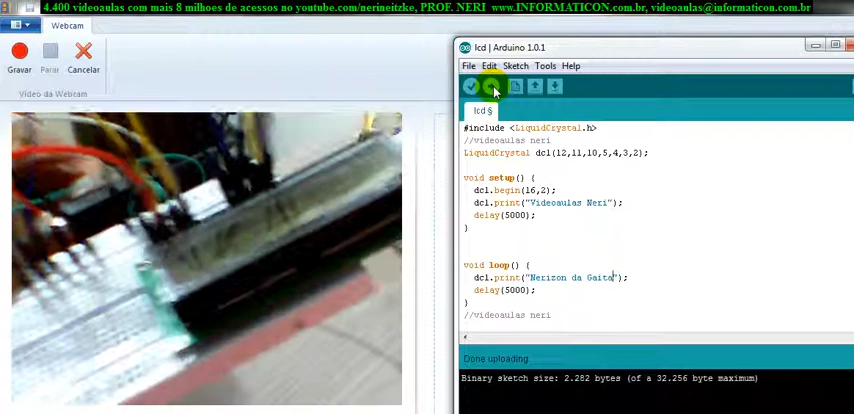 4.400 videoaulas com mais 8 milhoes de acessos no youtube.com/nerineitzke, PROF. NERI www.INFORMATICON.com.br, videoaulas@informaticon.com.br
Webcam
Gravar Parar Cancelar
Vídeo da Webcam
lcd | Arduino 1.0.1
File Edit Sketch Tools Help
lcd §
#include <LiquidCrystal.h>
//videoaulas neri
LiquidCrystal dcl(12,11,10,5,4,3,2);
void setup() {
dcl.begin(16,2);
dcl.print("Videoaulas Neri");
delay(5000);
}
void loop() {
dcl.print("Nerizon da Gaita");
delay(5000);
}
//videoaulas neri
Done uploading.
Binary sketch size: 2.282 bytes (of a 32.256 byte maximum)